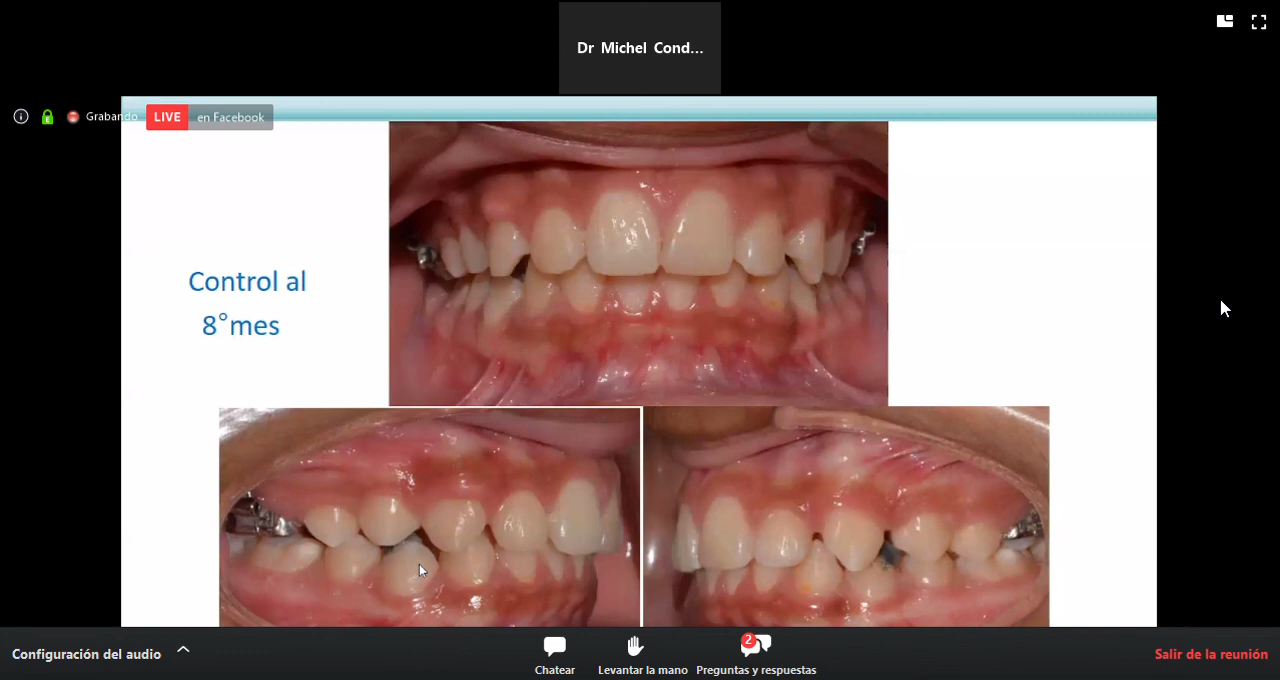 Dr Michel Cond...
Grabando
LIVE en Facebook
Control al
8°mes
Configuración del audio
Chatear
Levantar la mano
2
Preguntas y respuestas
Salir de la reunión